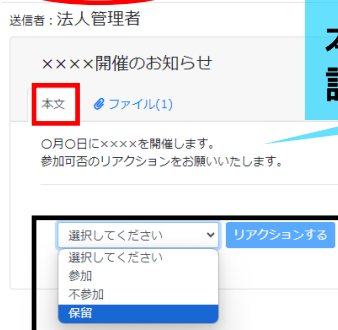 送信者：法人管理者
××××開催のお知らせ
本文
ファイル(1)
〇月〇日に××××を開催します。
参加可否のリアクションをお願いいたします。
選択してください
リアクションする
選択してください
参加
不参加
保留